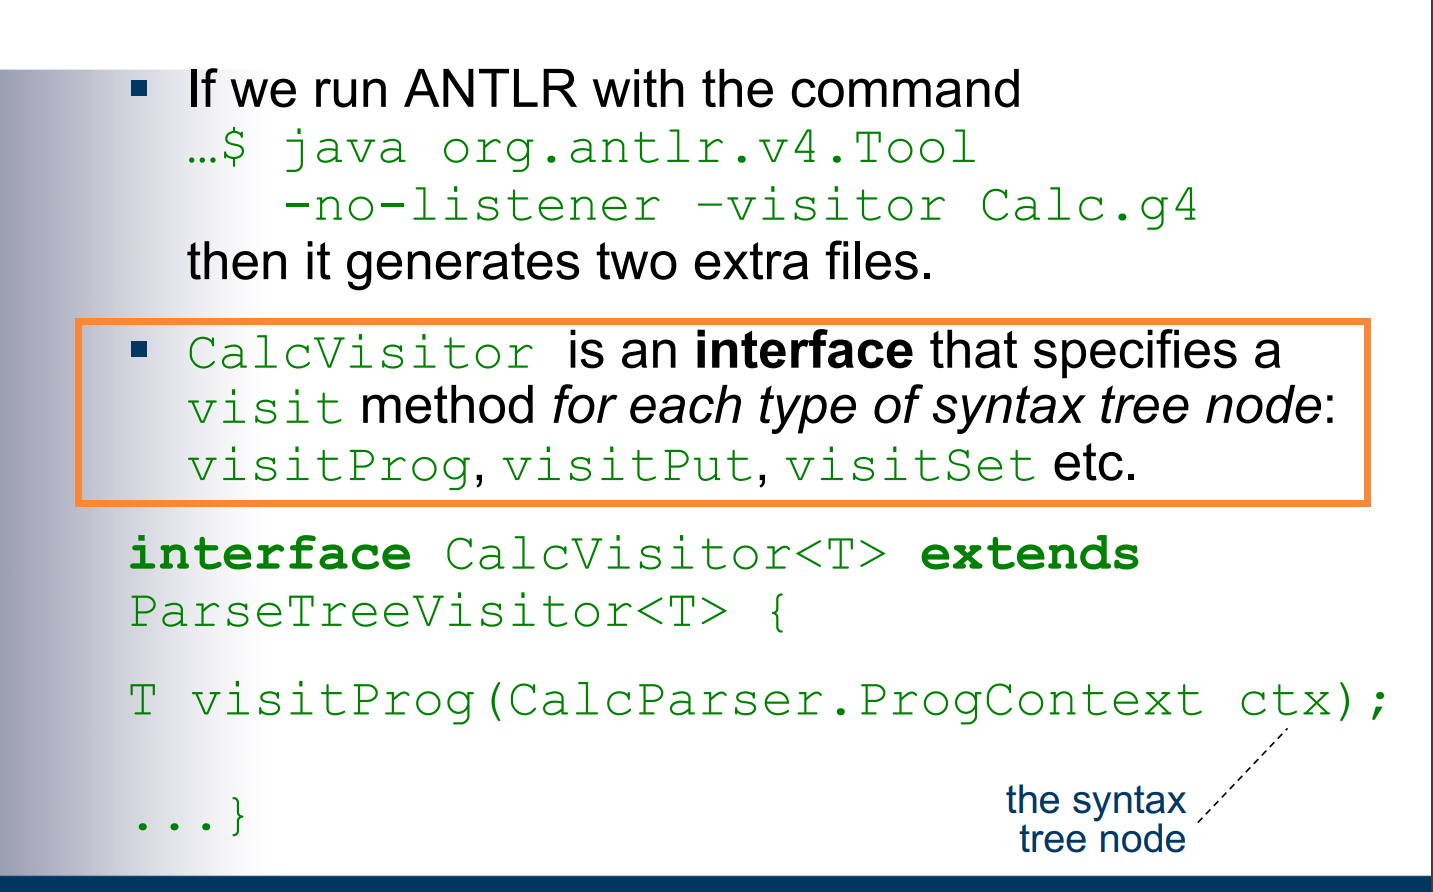 ▪ If we run ANTLR with the command
…$ java org.antlr.v4.Tool
-no-listener –visitor Calc.g4
then it generates two extra files.
▪ CalcVisitor is an interface that specifies a
visit method for each type of syntax tree node:
visitProg, visitPut, visitSet etc.
interface CalcVisitor<T> extends
ParseTreeVisitor<T> {
T visitProg(CalcParser.ProgContext ctx);
...}
the syntax
tree node